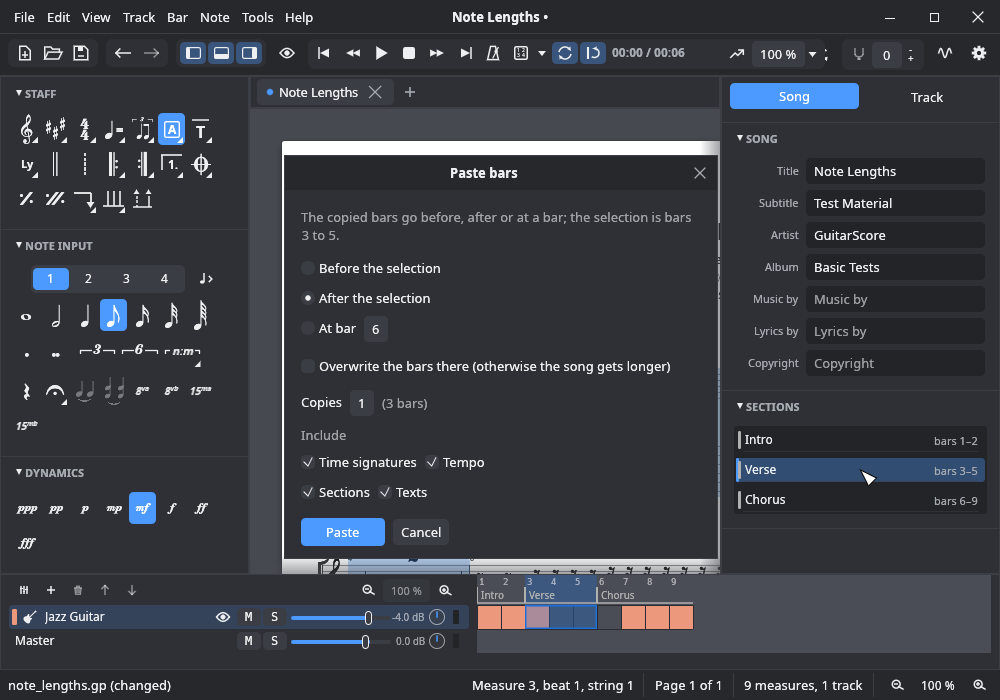 File Edit View Track Bar Note Tools Help
Note Lengths •
00:00 / 00:06
100 %
0
STAFF
Note Lengths
Song
Track
SONG
Title Note Lengths
Subtitle Test Material
Artist GuitarScore
Album Basic Tests
Music by Music by
Lyrics by Lyrics by
Copyright Copyright
SECTIONS
Intro bars 1–2
Verse bars 3–5
Chorus bars 6–9
A
T
Ly
1.
NOTE INPUT
1 2 3 4
3 6 n:m
8va 8vb 15ma
15mb
DYNAMICS
ppp pp p mp mf f ff
fff
Paste bars
The copied bars go before, after or at a bar; the selection is bars
3 to 5.
Before the selection
After the selection
At bar 6
Overwrite the bars there (otherwise the song gets longer)
Copies 1 (3 bars)
Include
Time signatures Tempo
Sections Texts
Paste Cancel
100 %
1 2 3 4 5 6 7 8 9
Intro Verse Chorus
Jazz Guitar M S -4.0 dB
Master M S 0.0 dB
note_lengths.gp (changed)
Measure 3, beat 1, string 1
Page 1 of 1
9 measures, 1 track
100 %